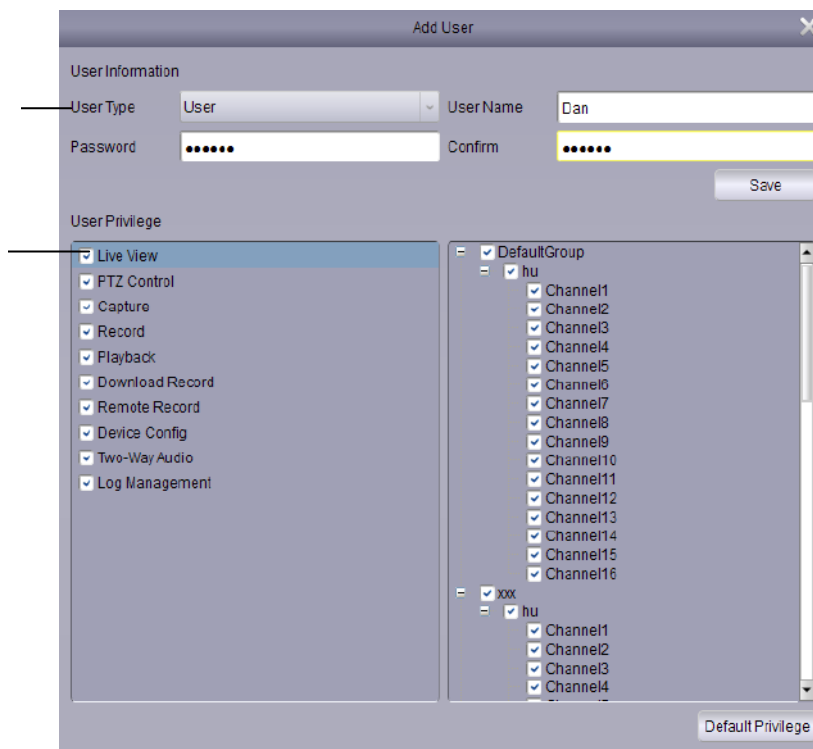 Add User
User Information
User Type User User Name Dan
Password •••••• Confirm ••••••
Save
User Privilege
Live View
PTZ Control
Capture
Record
Playback
Download Record
Remote Record
Device Config
Two-Way Audio
Log Management
DefaultGroup
hu
Channel1
Channel2
Channel3
Channel4
Channel5
Channel6
Channel7
Channel8
Channel9
Channel10
Channel11
Channel12
Channel13
Channel14
Channel15
Channel16
xxx
hu
Channel1
Channel2
Channel3
Channel4
Default Privilege